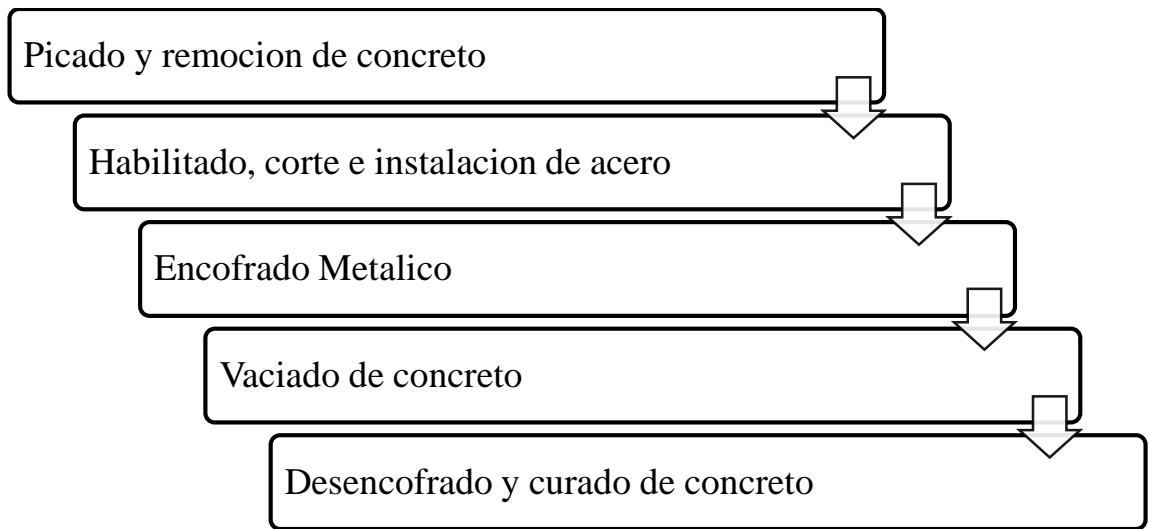 Picado y remocion de concreto
Habilitado, corte e instalacion de acero
Encofrado Metalico
Vaciado de concreto
Desencofrado y curado de concreto